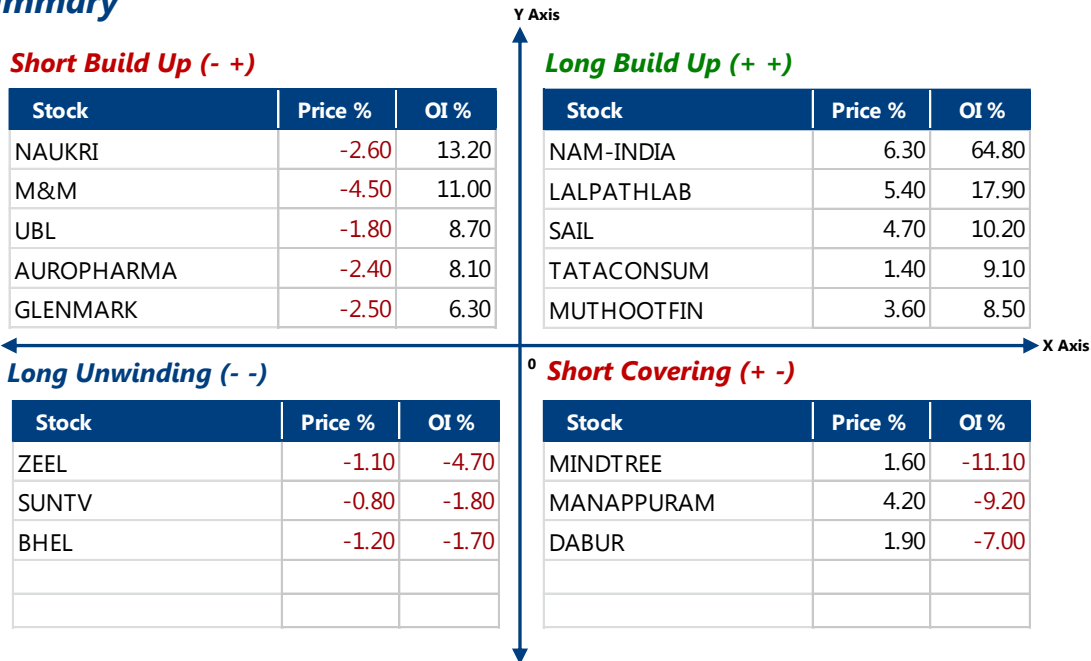 Y Axis
Short Build Up (- +)
Stock Price % OI %
NAUKRI -2.60 13.20
M&M -4.50 11.00
UBL -1.80 8.70
AUROPHARMA -2.40 8.10
GLENMARK -2.50 6.30
Long Build Up (+ +)
Stock Price % OI %
NAM-INDIA 6.30 64.80
LALPATHLAB 5.40 17.90
SAIL 4.70 10.20
TATACONSUM 1.40 9.10
MUTHOOTFIN 3.60 8.50
X Axis
0
Long Unwinding (- -)
Stock Price % OI %
ZEEL -1.10 -4.70
SUNTV -0.80 -1.80
BHEL -1.20 -1.70
Short Covering (+ -)
Stock Price % OI %
MINDTREE 1.60 -11.10
MANAPPURAM 4.20 -9.20
DABUR 1.90 -7.00